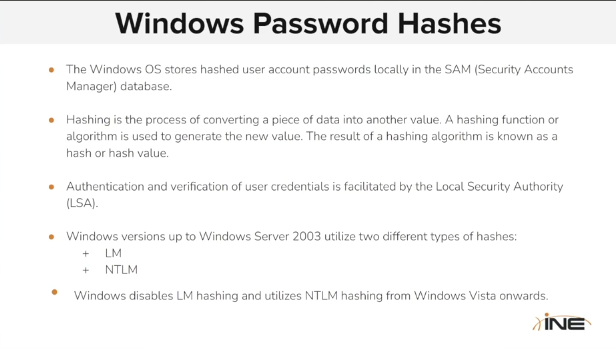 Windows Password Hashes
• The Windows OS stores hashed user account passwords locally in the SAM (Security Accounts
Manager) database.
• Hashing is the process of converting a piece of data into another value. A hashing function or
algorithm is used to generate the new value. The result of a hashing algorithm is known as a
hash or hash value.
• Authentication and verification of user credentials is facilitated by the Local Security Authority
(LSA).
• Windows versions up to Windows Server 2003 utilize two different types of hashes:
+ LM
+ NTLM
• Windows disables LM hashing and utilizes NTLM hashing from Windows Vista onwards.
INE